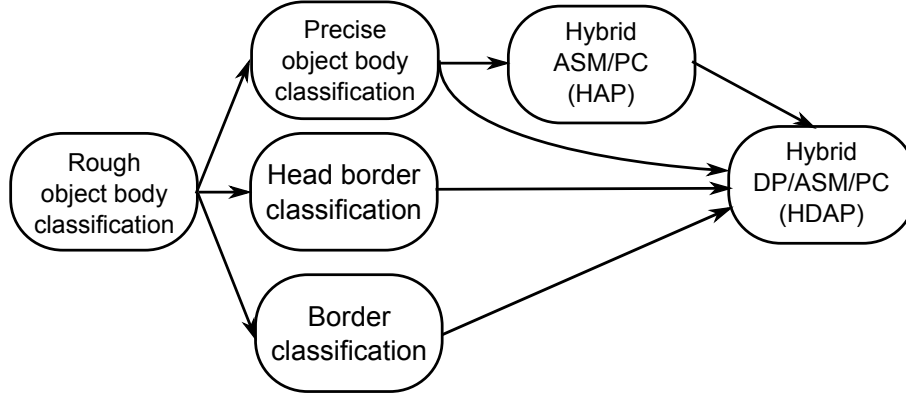 Rough
object body
classification
Precise
object body
classification
Head border
classification
Border
classification
Hybrid
ASM/PC
(HAP)
Hybrid
DP/ASM/PC
(HDAP)